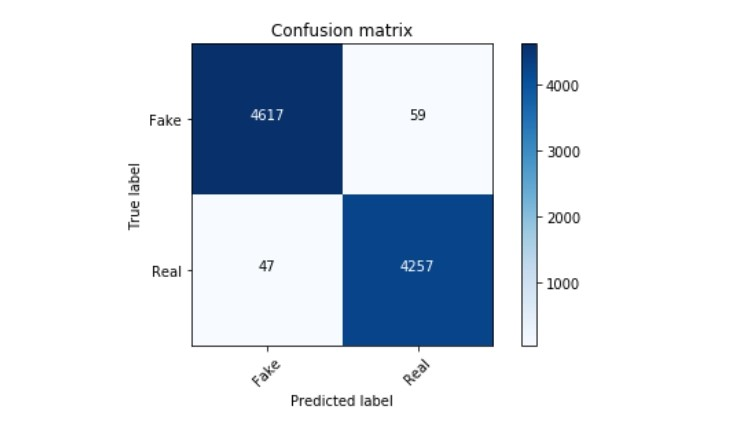 Confusion matrix
Fake
4617
59
4000
3000
True label
2000
Real
47
4257
1000
Fake
Real
Predicted label